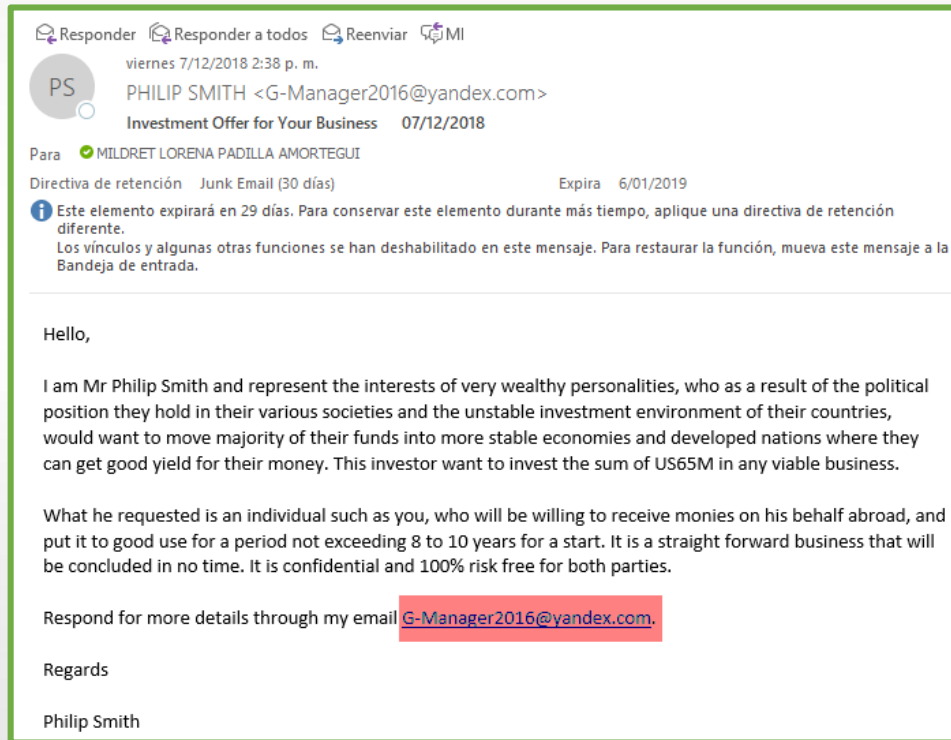 Responder Responder a todos Reenviar MI
viernes 7/12/2018 2:38 p. m.
PS
PHILIP SMITH <G-Manager2016@yandex.com>
Investment Offer for Your Business 07/12/2018
Para MILDRET LORENA PADILLA AMORTEGUI
Directiva de retención Junk Email (30 días) Expira 6/01/2019
Este elemento expirará en 29 días. Para conservar este elemento durante más tiempo, aplique una directiva de retención
diferente.
Los vínculos y algunas otras funciones se han deshabilitado en este mensaje. Para restaurar la función, mueva este mensaje a la
Bandeja de entrada.
Hello,
I am Mr Philip Smith and represent the interests of very wealthy personalities, who as a result of the political
position they hold in their various societies and the unstable investment environment of their countries,
would want to move majority of their funds into more stable economies and developed nations where they
can get good yield for their money. This investor want to invest the sum of US65M in any viable business.
What he requested is an individual such as you, who will be willing to receive monies on his behalf abroad, and
put it to good use for a period not exceeding 8 to 10 years for a start. It is a straight forward business that will
be concluded in no time. It is confidential and 100% risk free for both parties.
Respond for more details through my email G-Manager2016@yandex.com.
Regards
Philip Smith